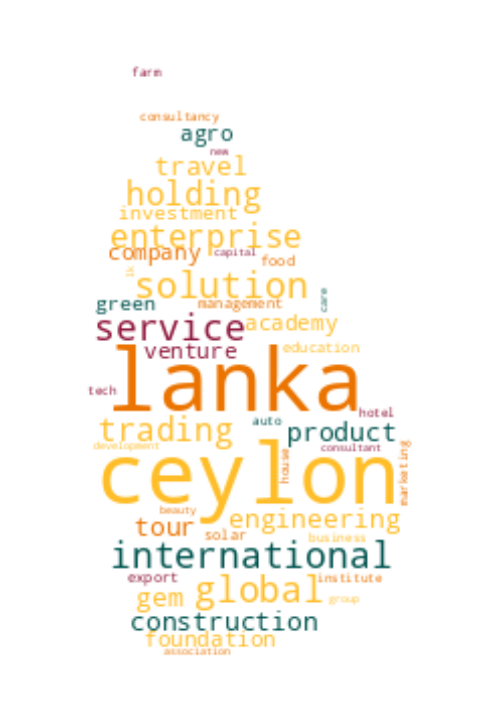 farm
consultancy
agro
new
travel
holding
investment
enterprise
company capital
food
solution
green management care
service academy
venture education
lanka
tech
hotel
trading auto product
development consultant
ceylon house marketing
beauty
tour engineering
solar business
international
export institute
gem global group
construction
foundation
association